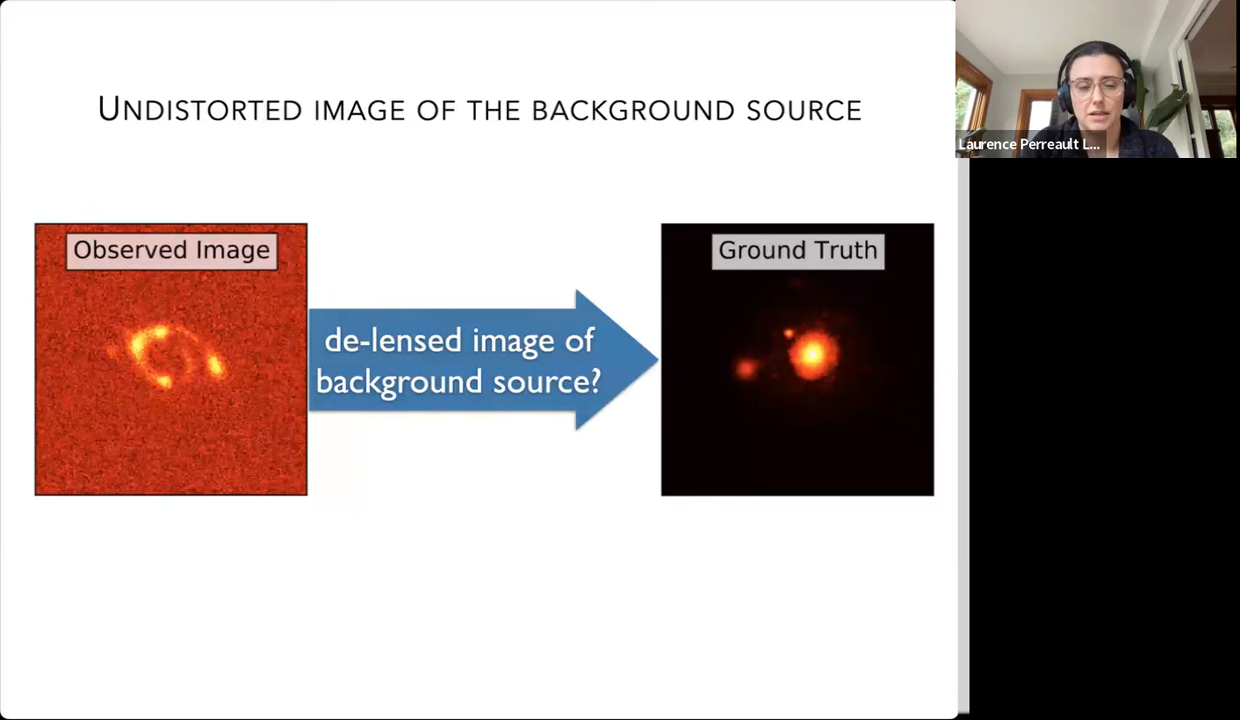 UNDISTORTED IMAGE OF THE BACKGROUND SOURCE
Observed Image
de-lensed image of
background source?
Ground Truth
Laurence Perreault L...